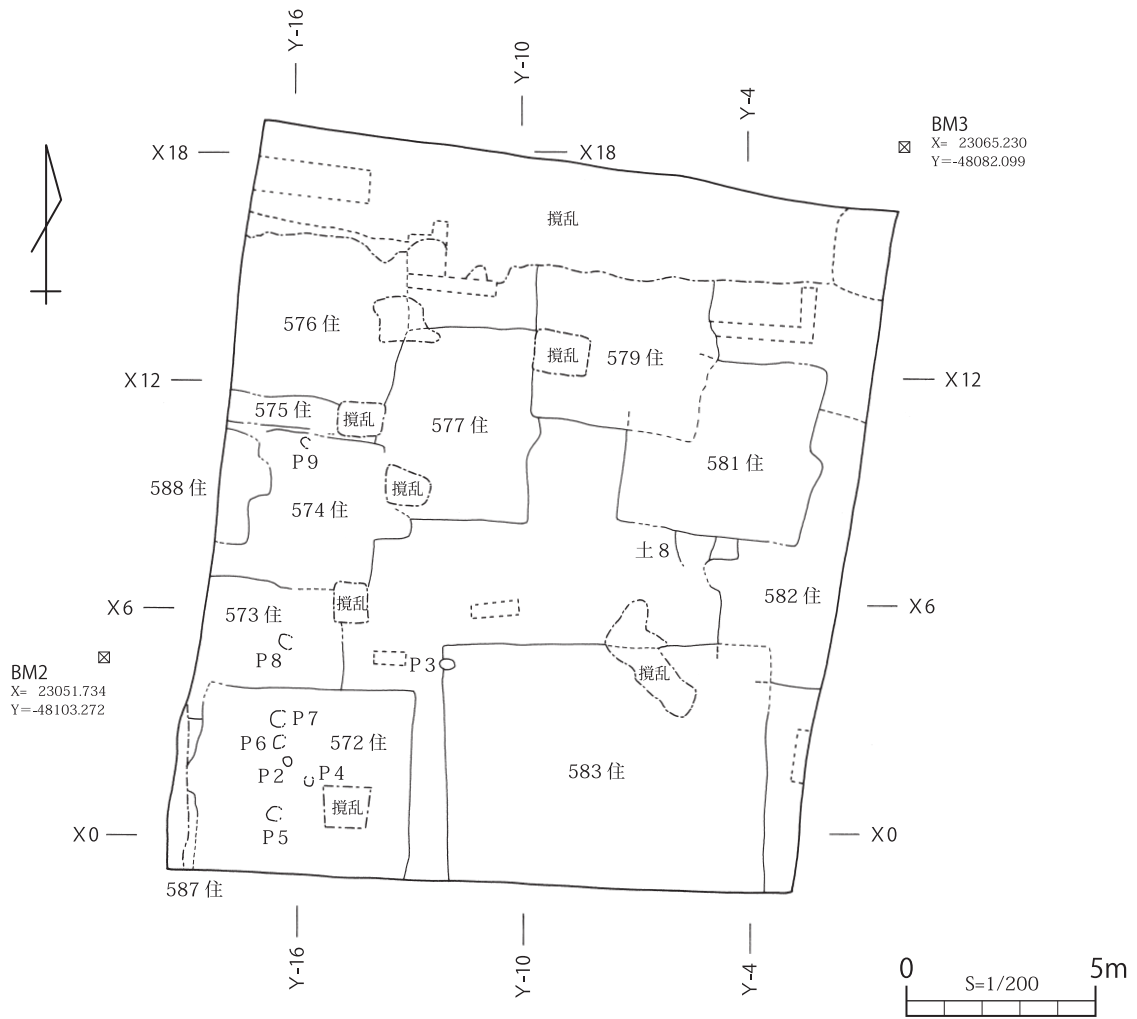 Y-16
Y-10
Y-4
BM3
X= 23065.230
Y=-48082.099
X18
X18
撹乱
576住
撹乱
579住
X12
X12
575住
撹乱
577住
P9
581住
588住
撹乱
574住
土8
撹乱
582住
X6
X6
573住
P8
P3
BM2
X= 23051.734
Y=-48103.272
撹乱
P7
P6
572住
P2
P4
583住
撹乱
X0
P5
X0
587住
Y-16
Y-10
Y-4
0
5m
S=1/200